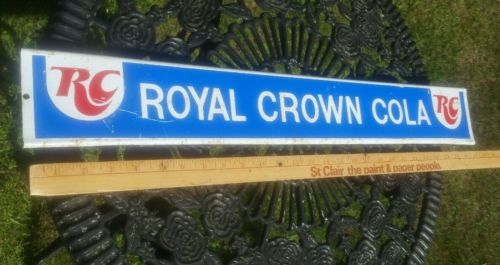 RC ROYAL CROWN COLA RC
St Clair the paint & paper people.